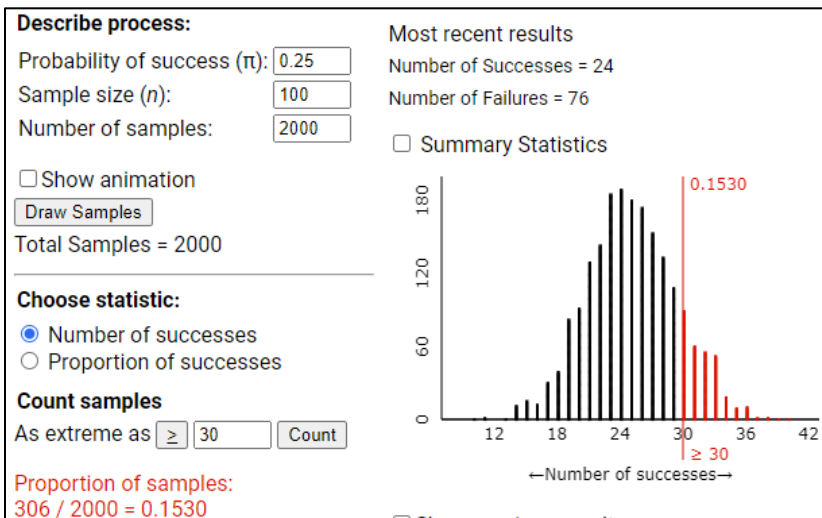 Describe process:
Probability of success (π): 0.25
Sample size (n): 100
Number of samples: 2000
Show animation
Draw Samples
Total Samples = 2000
Choose statistic:
Number of successes
Proportion of successes
Count samples
As extreme as ≥ 30 Count
Proportion of samples:
306 / 2000 = 0.1530
Most recent results
Number of Successes = 24
Number of Failures = 76
Summary Statistics
0.1530
180
120
60
0
12 18 24 30 36 42
≥ 30
←Number of successes→